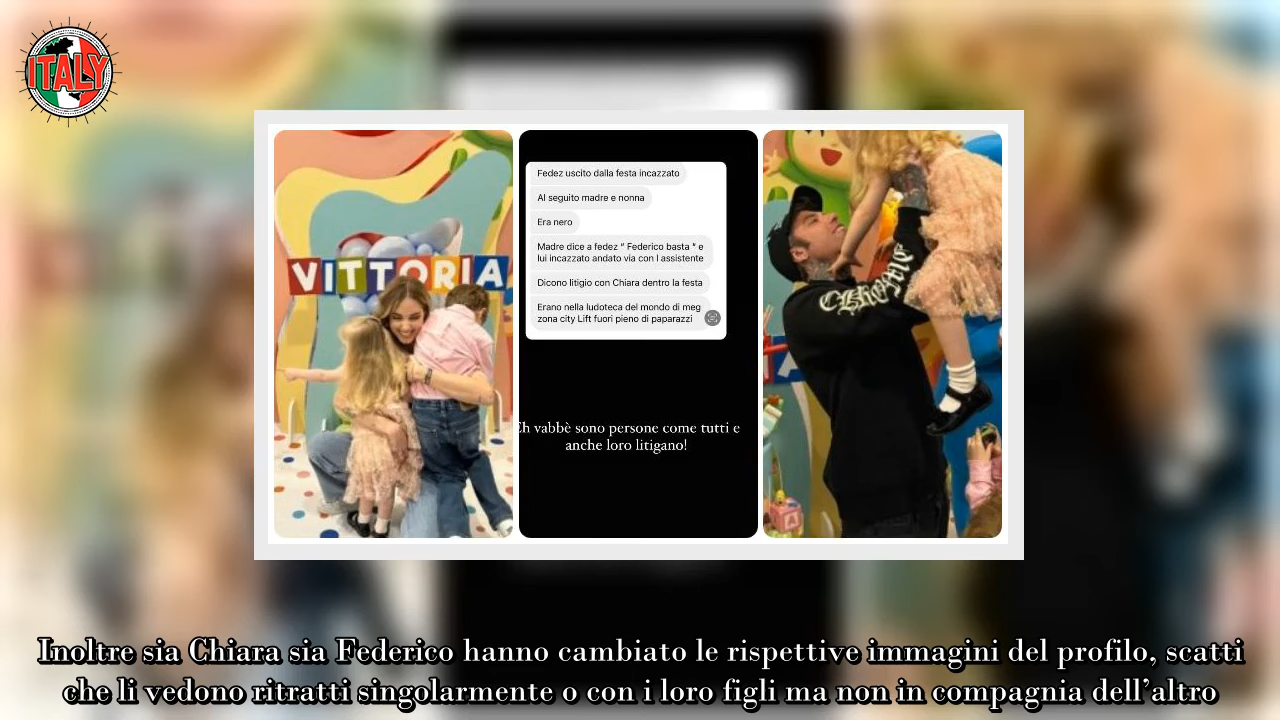 ITALY
VITTORIA
Fedez uscito dalla festa incazzato
Al seguito madre e nonna
Era nero
Madre dice a fedez " Federico basta " e
lui incazzato andato via con l assistente
Dicono litigio con Chiara dentro la festa
Erano nella ludoteca del mondo di meg
zona city Lift fuori pieno di paparazzi
Eh vabbè sono persone come tutti e
anche loro litigano!
CHROME
Inoltre sia Chiara sia Federico hanno cambiato le rispettive immagini del profilo, scatti
che li vedono ritratti singolarmente o con i loro figli ma non in compagnia dell'altro